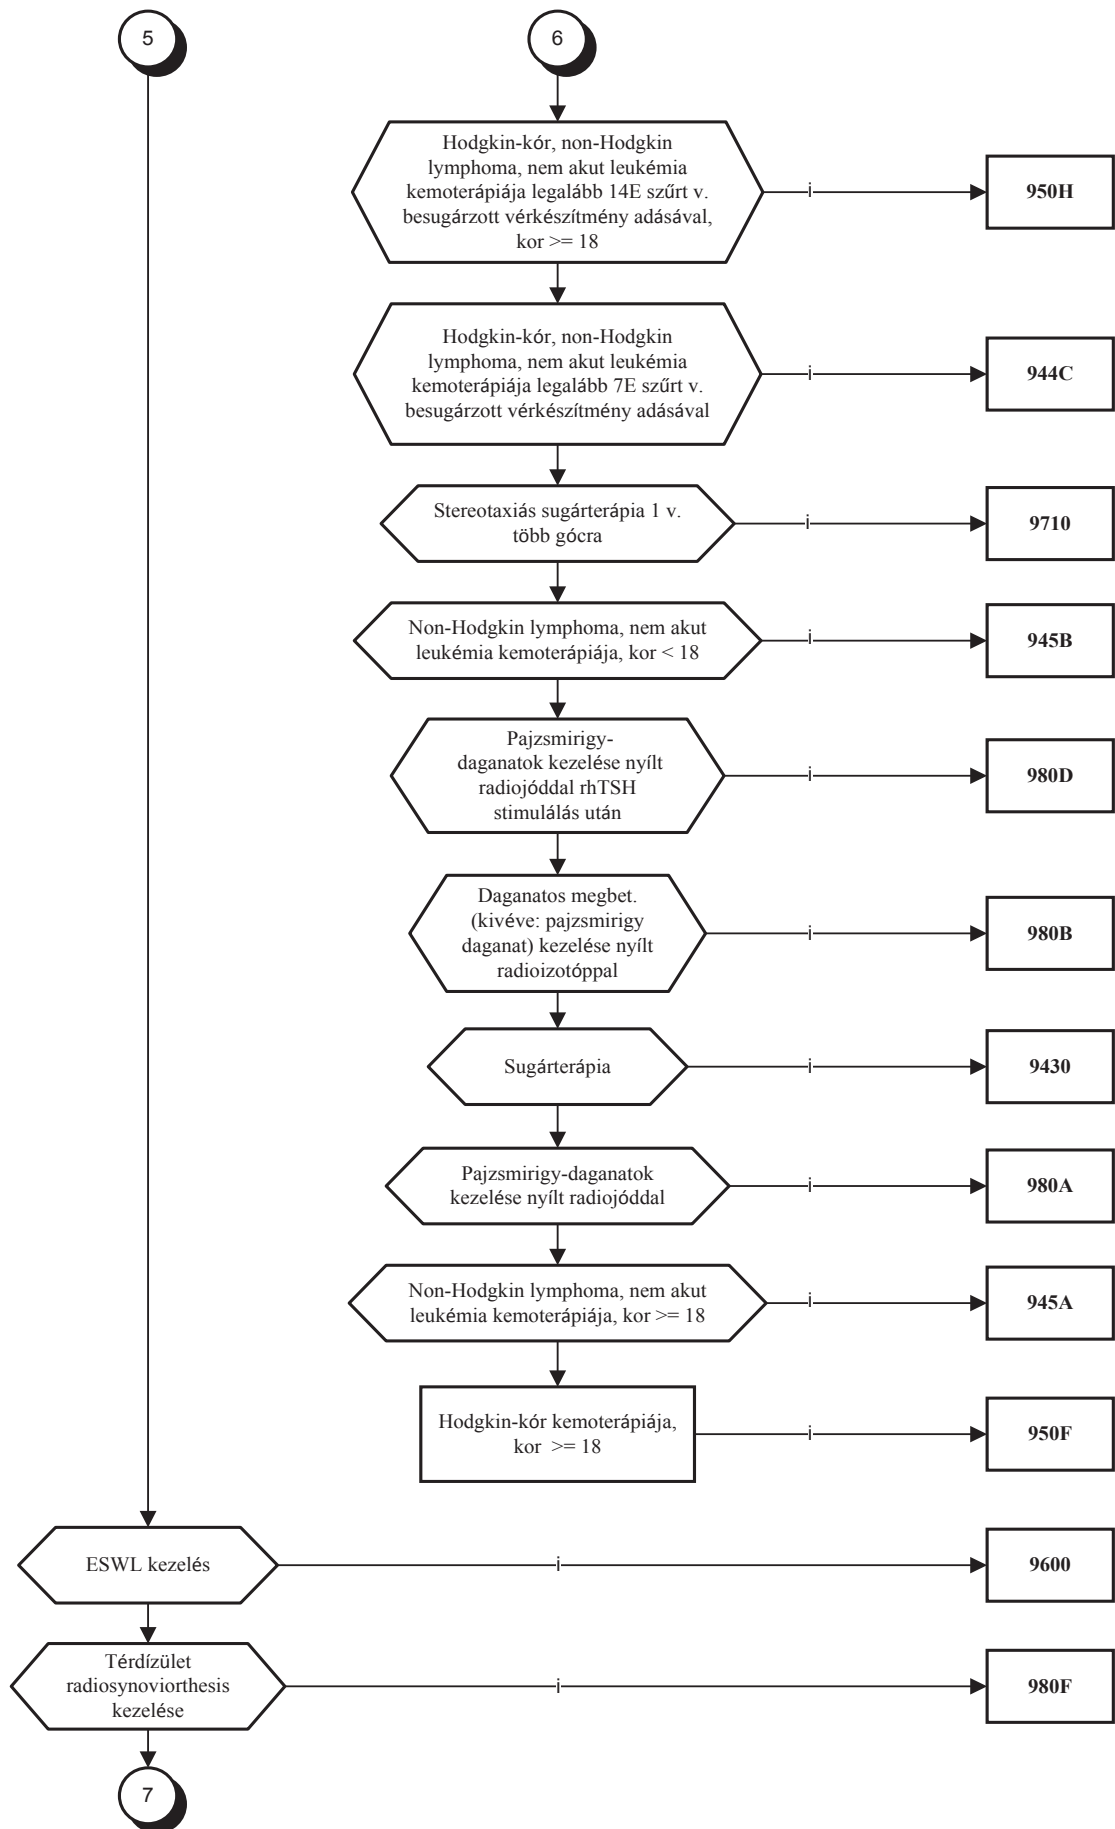 5
6
Hodgkin-kór, non-Hodgkin
lymphoma, nem akut leukémia
kemoterápiája legalább 14E szűrt v.
besugárzott vérkészítmény adásával,
kor >= 18
i
950H
Hodgkin-kór, non-Hodgkin
lymphoma, nem akut leukémia
kemoterápiája legalább 7E szűrt v.
besugárzott vérkészítmény adásával
i
944C
Stereotaxiás sugárterápia 1 v.
több gócra
i
9710
Non-Hodgkin lymphoma, nem akut
leukémia kemoterápiája, kor < 18
i
945B
Pajzsmirigy-
daganatok kezelése nyílt
radiojóddal rhTSH
stimulálás után
i
980D
Daganatos megbet.
(kivéve: pajzsmirigy
daganat) kezelése nyílt
radioizotóppal
i
980B
Sugárterápia
i
9430
Pajzsmirigy-daganatok
kezelése nyílt radiojóddal
i
980A
Non-Hodgkin lymphoma, nem akut
leukémia kemoterápiája, kor >= 18
i
945A
Hodgkin-kór kemoterápiája,
kor >= 18
i
950F
ESWL kezelés
i
9600
Térdízület
radiosynoviorthesis
kezelése
i
980F
7